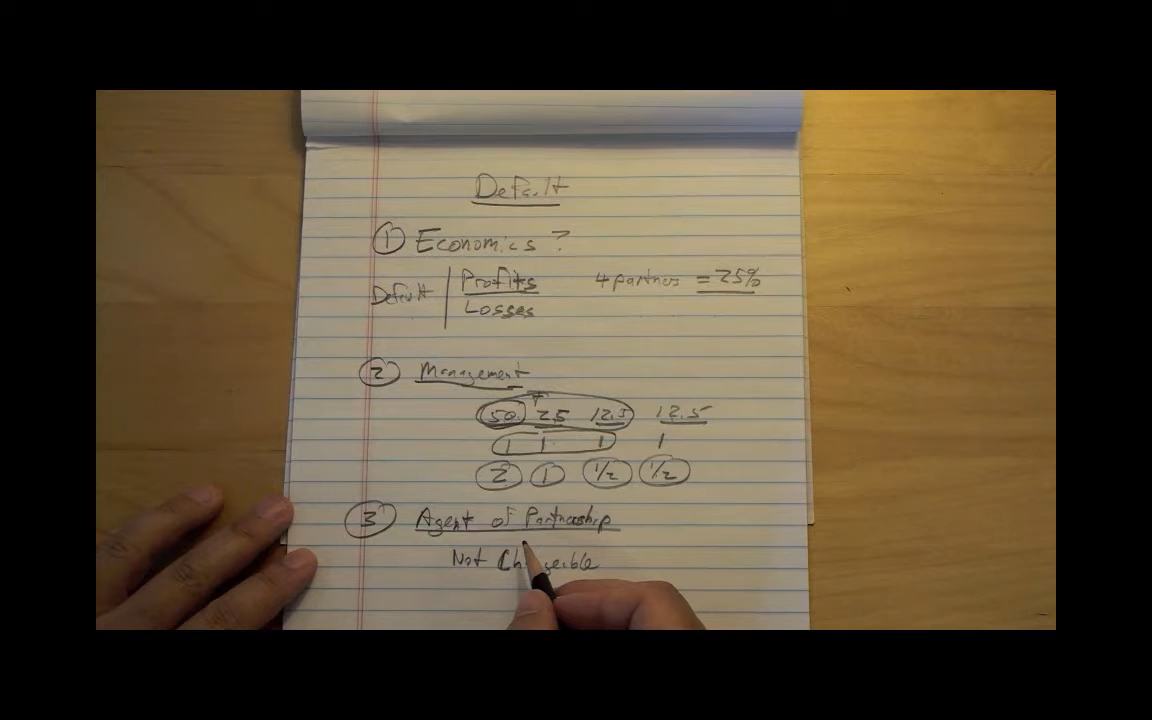 Default
① Economics ?
Default | Profits 4 partners = 25%
Losses
② Management
50 25 12.5 12.5
1 1 1 1
2 1 1/2 1/2
③ Agent of Partnership
Not Changeible